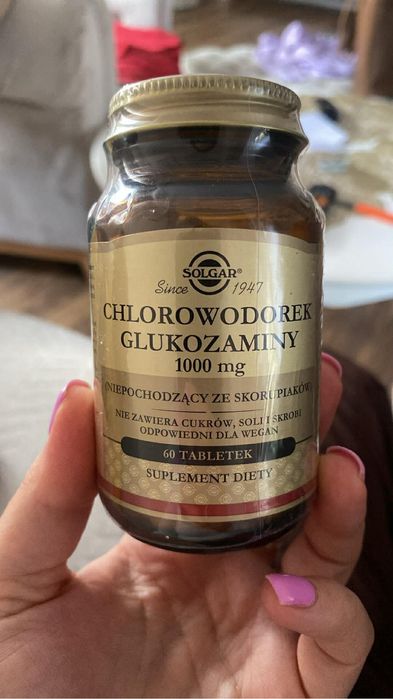 SOLGAR®
Since 1947
CHLOROWODOREK
GLUKOZAMINY
1000 mg
(NIEPOCHODZĄCY ZE SKORUPIAKÓW)
NIE ZAWIERA CUKRÓW, SOLI I SKROBI
ODPOWIEDNI DLA WEGAN
60 TABLETEK
SUPLEMENT DIETY